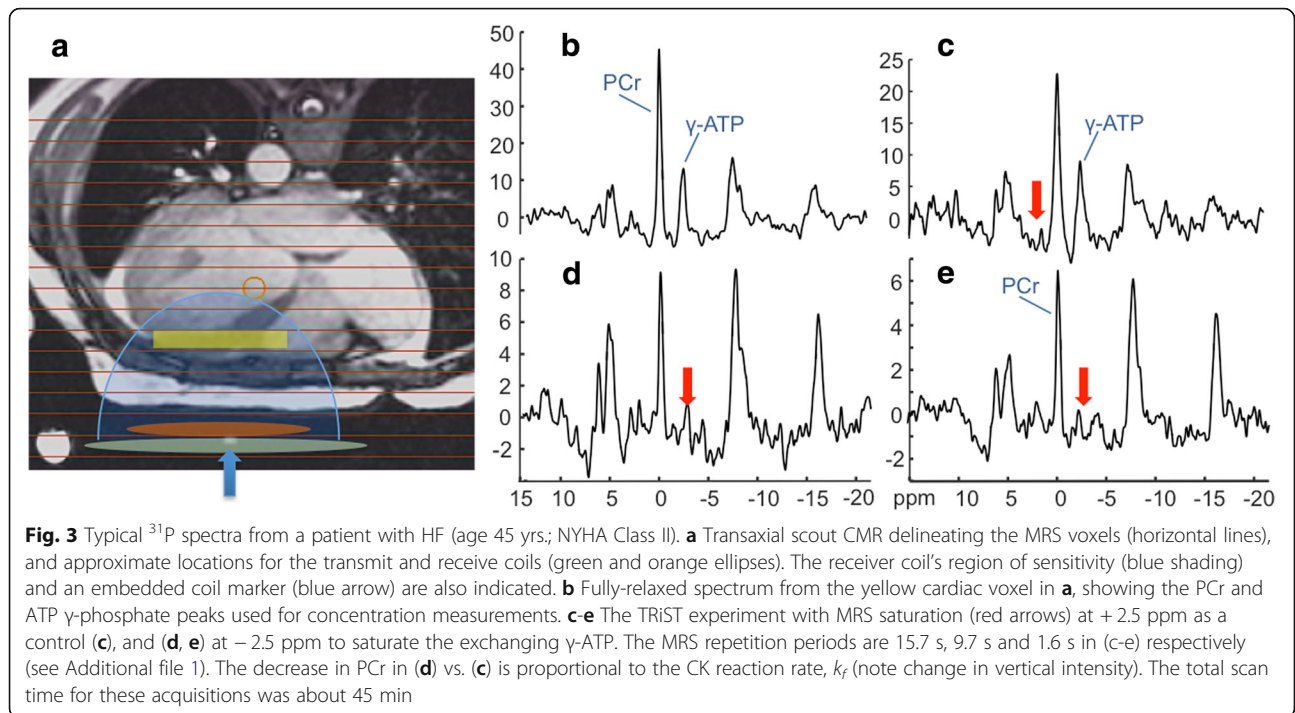 a
b
c
50
40
30
20
10
0
PCr
γ-ATP
25
20
15
10
5
0
γ-ATP
d
e
10
8
6
4
2
0
-2
15 10 5 0 -5 -10 -15 -20
PCr
6
4
2
0
-2
ppm 10 5 0 -5 -10 -15 -20
Fig. 3 Typical ³¹P spectra from a patient with HF (age 45 yrs.; NYHA Class II). a Transaxial scout CMR delineating the MRS voxels (horizontal lines),
and approximate locations for the transmit and receive coils (green and orange ellipses). The receiver coil's region of sensitivity (blue shading)
and an embedded coil marker (blue arrow) are also indicated. b Fully-relaxed spectrum from the yellow cardiac voxel in a, showing the PCr and
ATP γ-phosphate peaks used for concentration measurements. c-e The TRiST experiment with MRS saturation (red arrows) at + 2.5 ppm as a
control (c), and (d, e) at − 2.5 ppm to saturate the exchanging γ-ATP. The MRS repetition periods are 15.7 s, 9.7 s and 1.6 s in (c-e) respectively
(see Additional file 1). The decrease in PCr in (d) vs. (c) is proportional to the CK reaction rate, kf (note change in vertical intensity). The total scan
time for these acquisitions was about 45 min